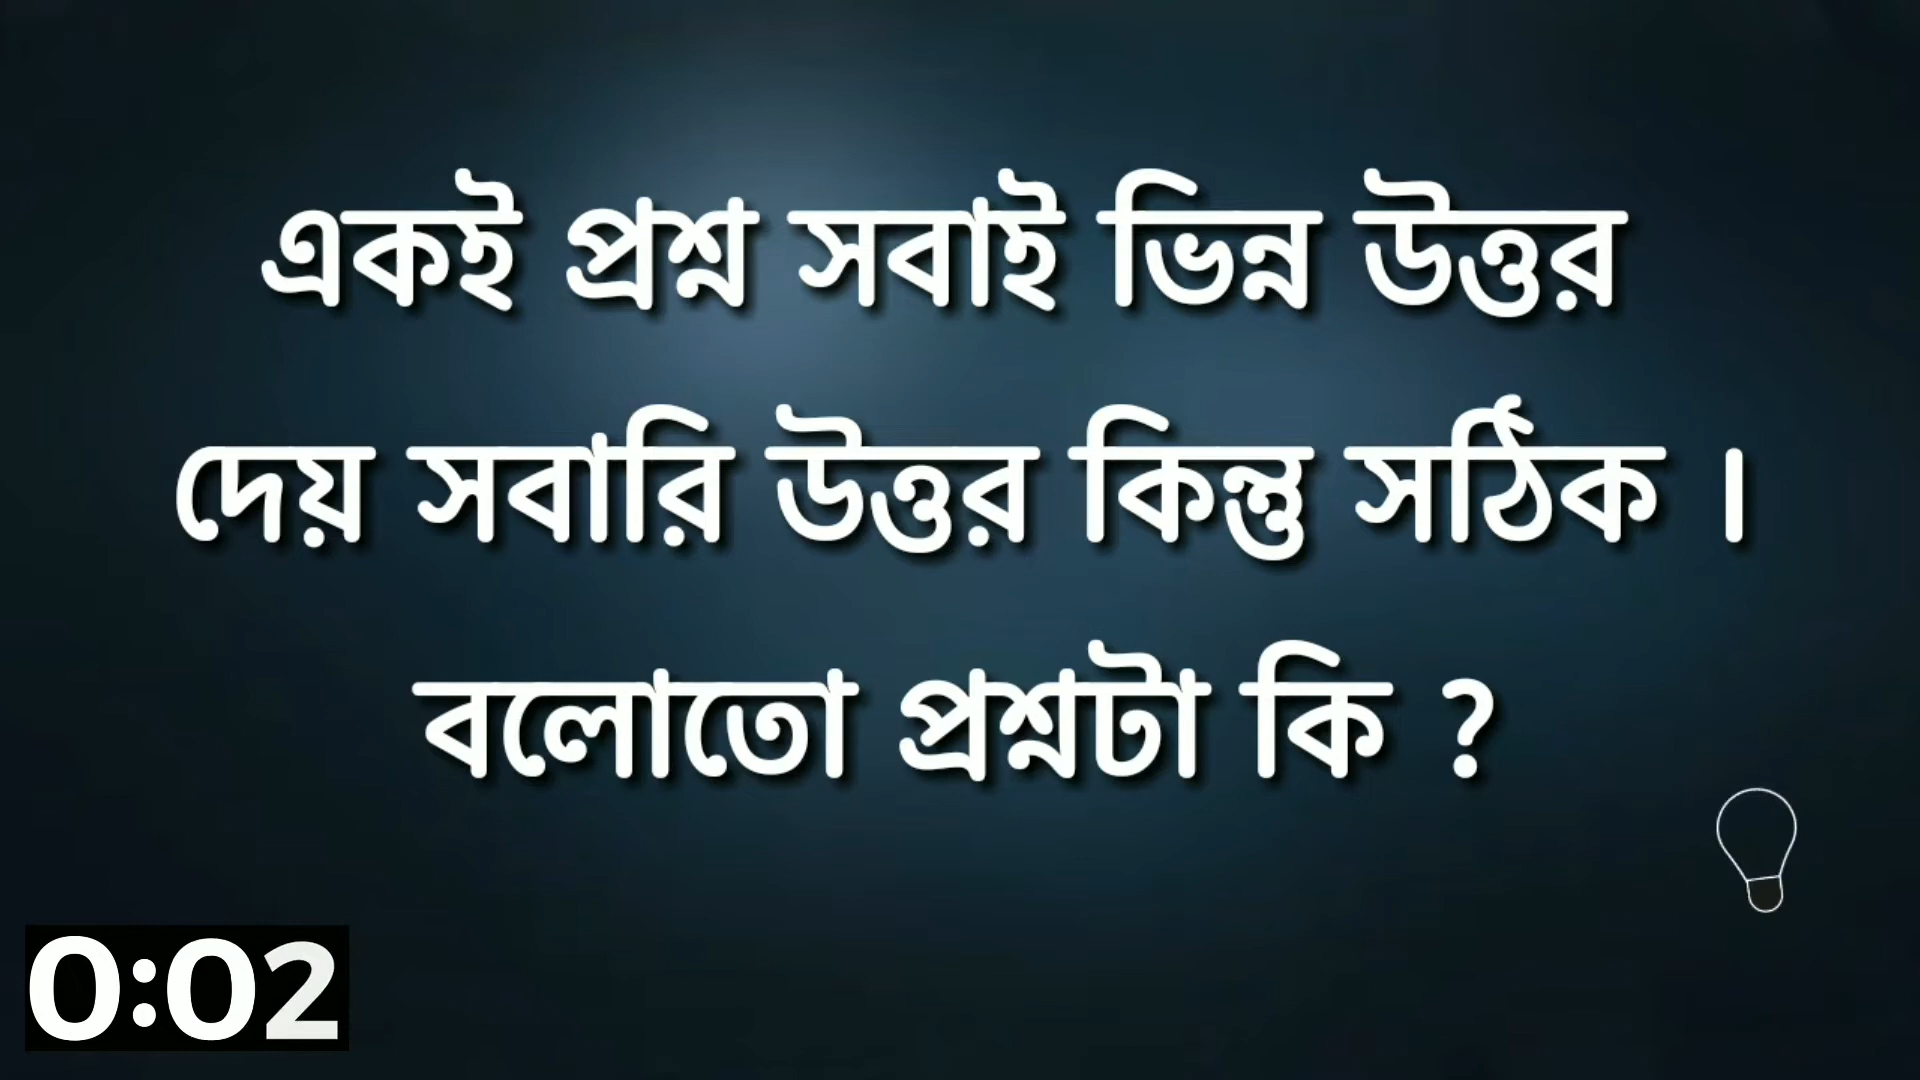 একই প্রশ্ন সবাই ভিন্ন উত্তর
দেয় সবারি উত্তর কিন্তু সঠিক ।
বলোতো প্রশ্নটা কি ?
0:02